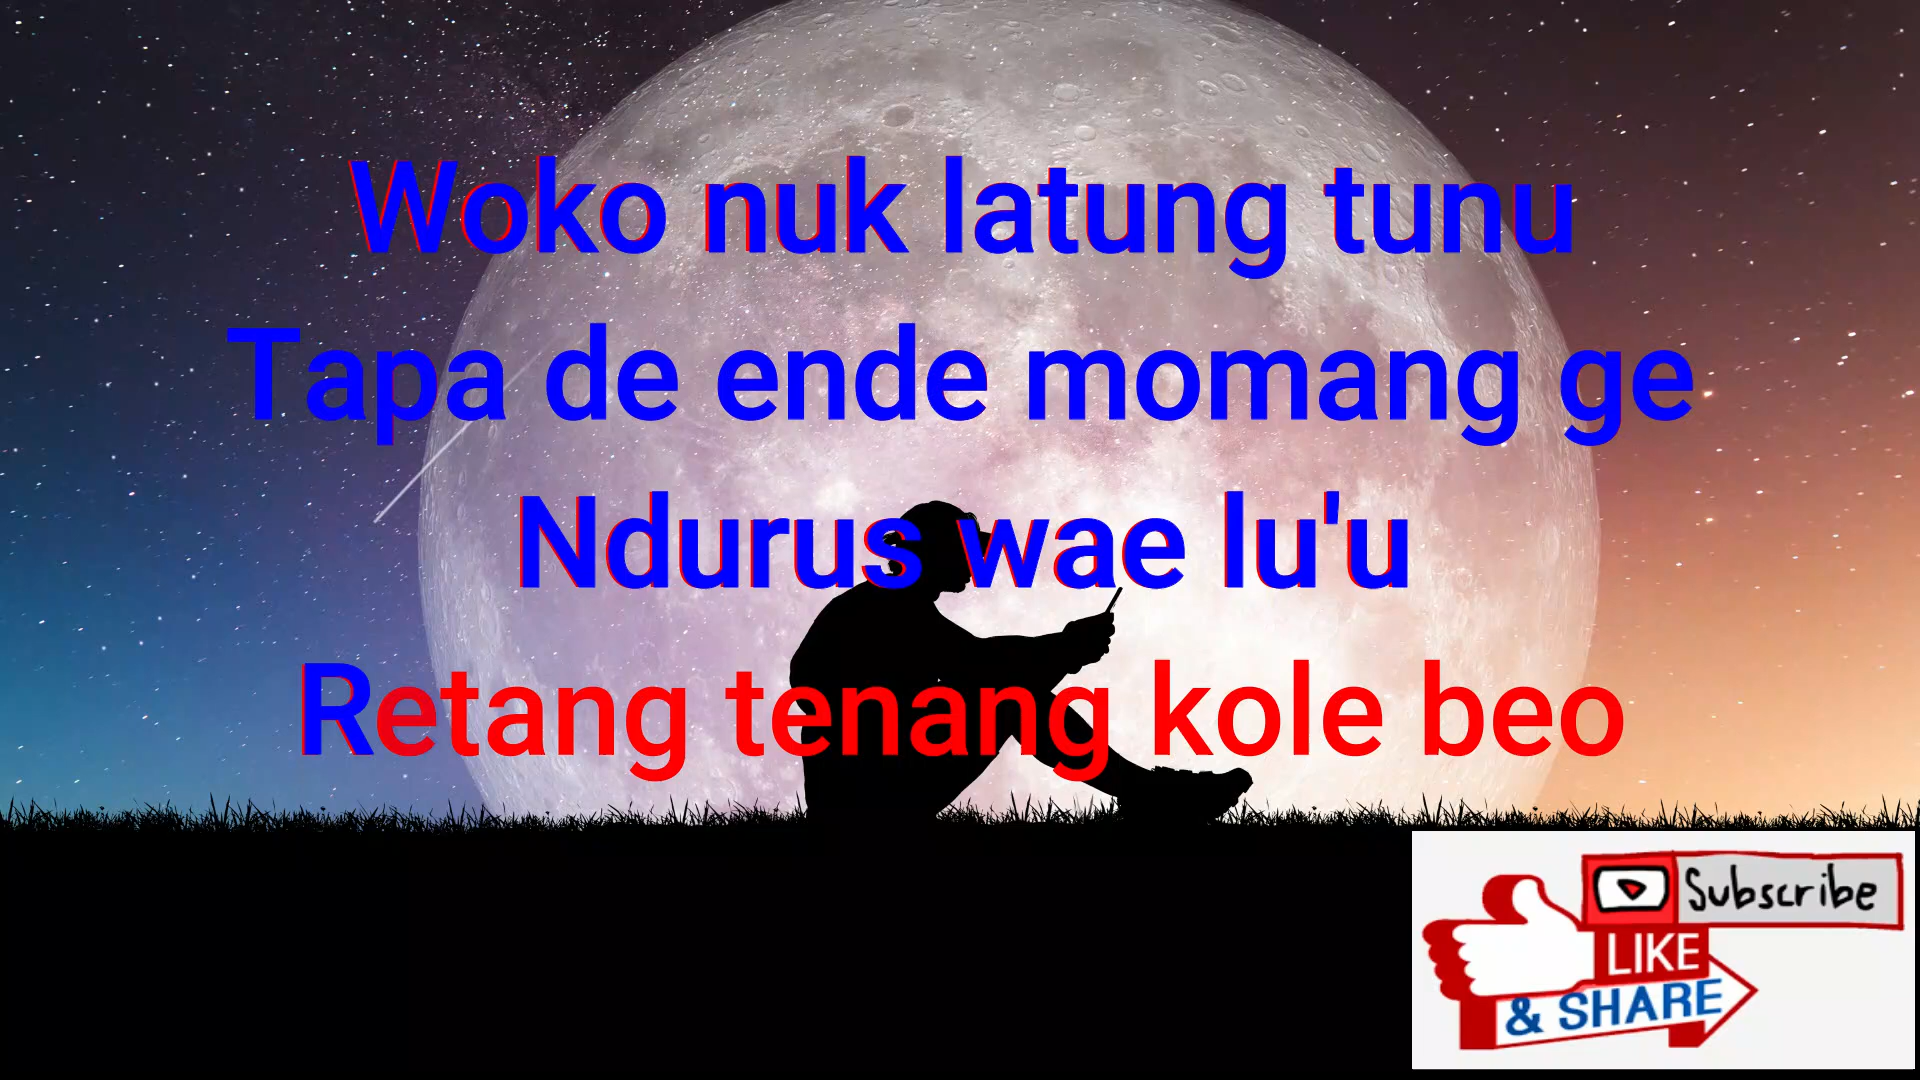 Woko nuk latung tunu
Tapa de ende momang ge
Ndurus wae lu'u
Retang tenang kole beo
Subscribe
LIKE
& SHARE